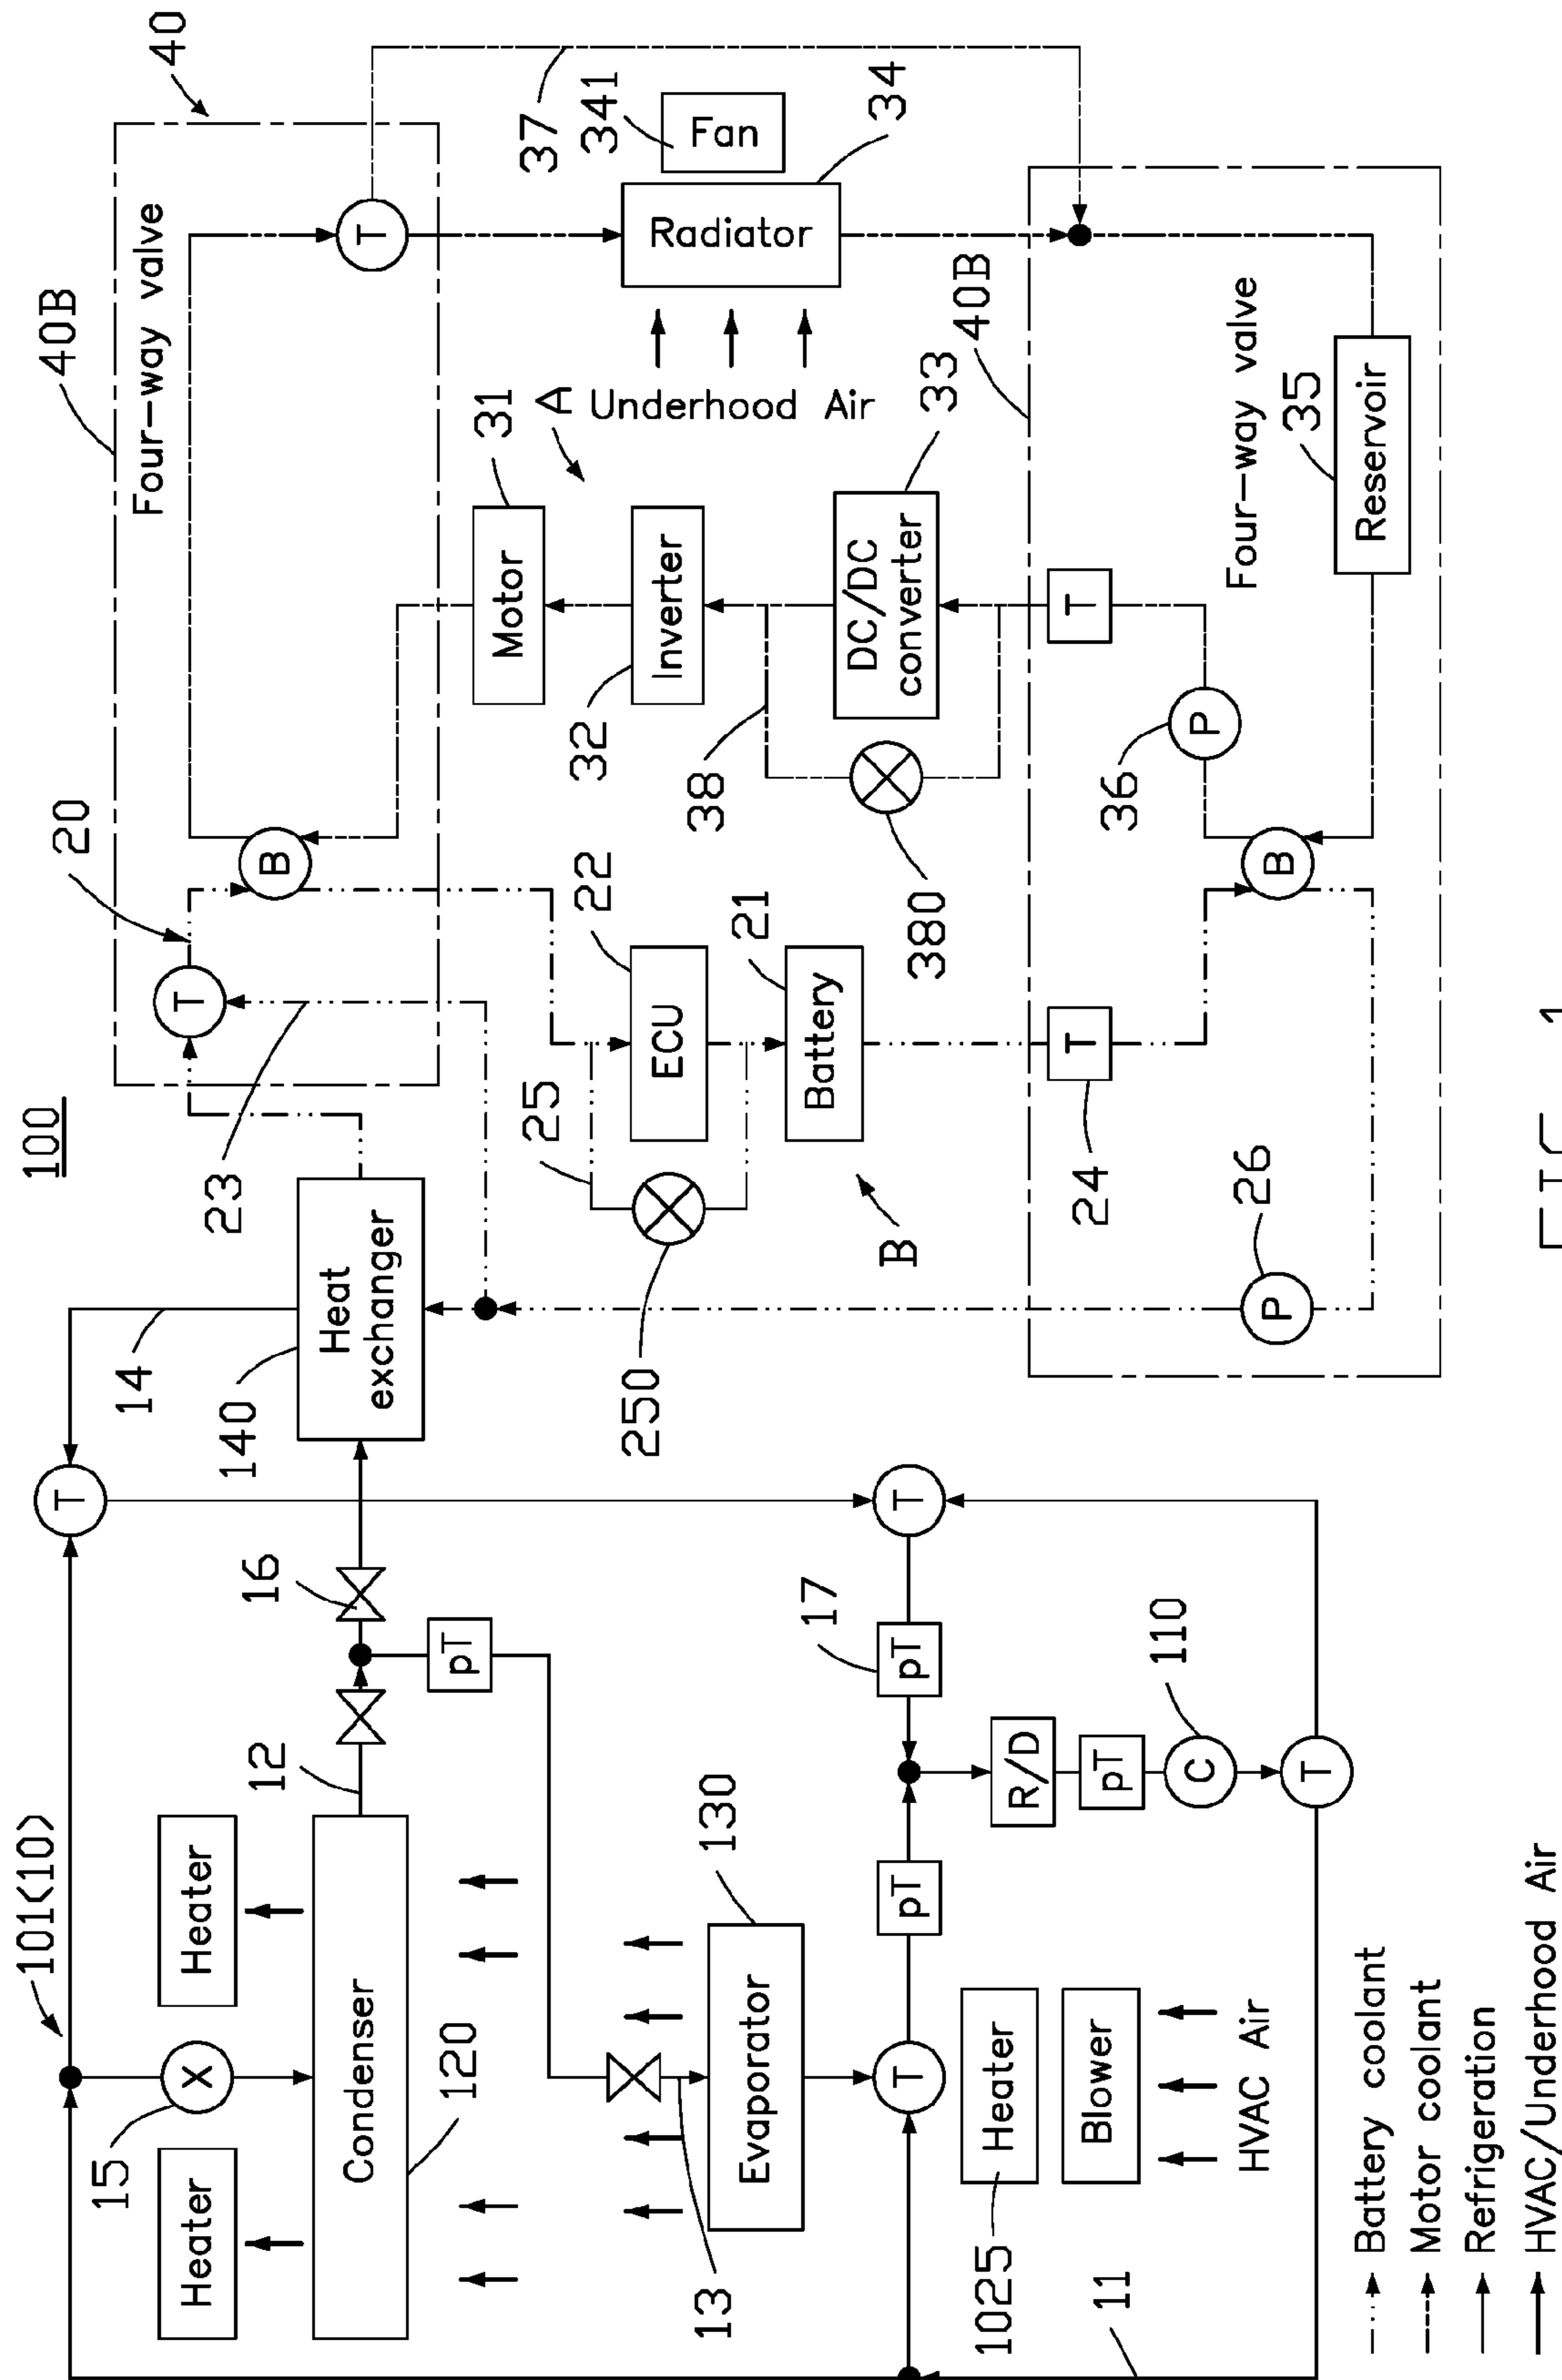 100
101(10)
20
40B
40
Four-way valve
T
T
T
B
15
X
Heater
Heater
Condenser
120
12
16
14
140
Heat
exchanger
23
pT
37
341
Fan
Radiator
34
31
A
Underhood Air
Motor
Inverter
32
33
DC/DC
converter
38
380
25
250
22
ECU
21
Battery
B
13
130
Evaporator
T
pT
17
pT
T
1025
Heater
Blower
HVAC Air
R/D
pT
C
110
T
11
40B
Four-way valve
T
24
T
P
36
B
P
26
35
Reservoir
Battery coolant
Motor coolant
Refrigeration
HVAC/Underhood Air